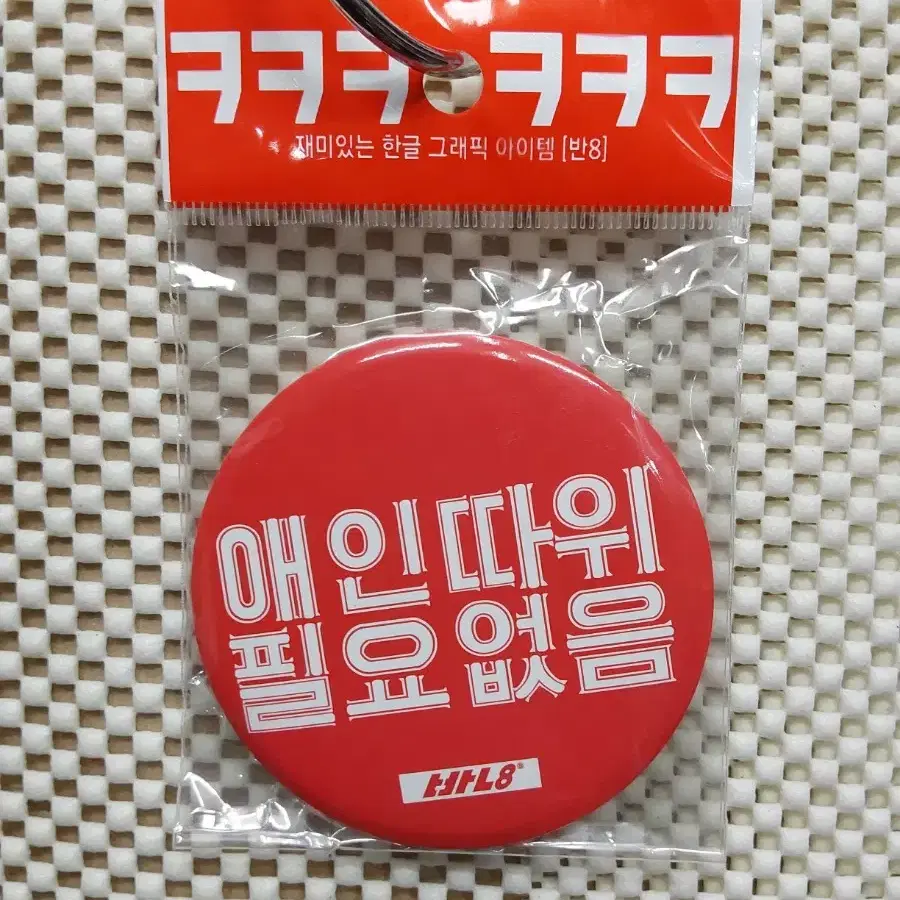 ㅋㅋㅋ ㅋㅋㅋ
재미있는 한글 그래픽 아이템 [반8]
애인 따위
필요 없음
반8®